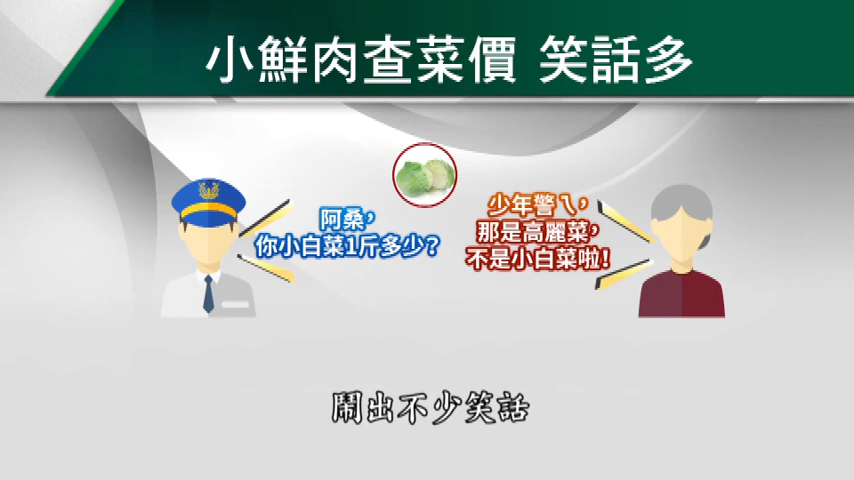 小鮮肉查菜價 笑話多
阿桑，
你小白菜1斤多少？
少年警ㄟ，
那是高麗菜，
不是小白菜啦！
鬧出不少笑話